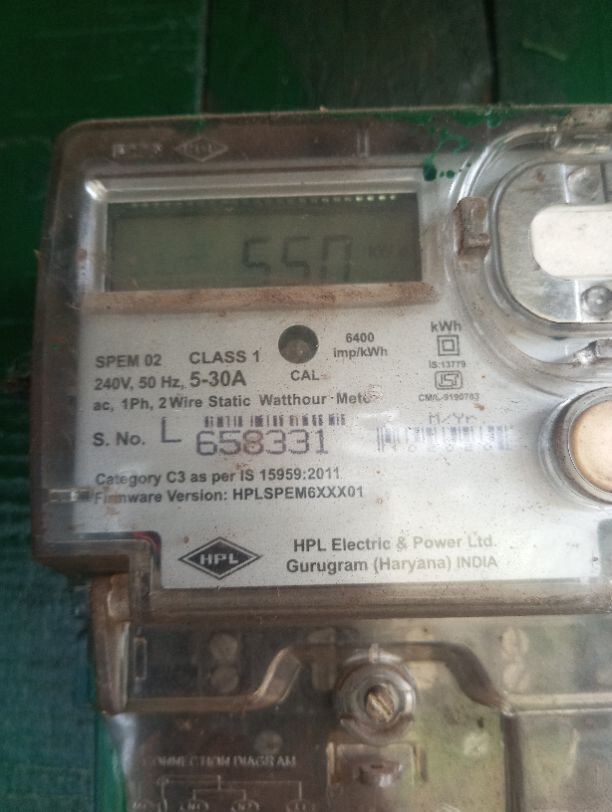 HPL
550
SPEM 02 CLASS 1
240V, 50 Hz, 5-30A
CAL
6400
imp/kWh
kWh
IS:13779
CM/L-9190763
ac, 1Ph, 2 Wire Static Watthour
M/Yr
S. No. L 658331
Category C3 as per IS 15959:2011
Firmware Version: HPLSPEM6XXX01
HPL
HPL Electric & Power Ltd.
Gurugram (Haryana) INDIA
CONNECTION DIAGRAM